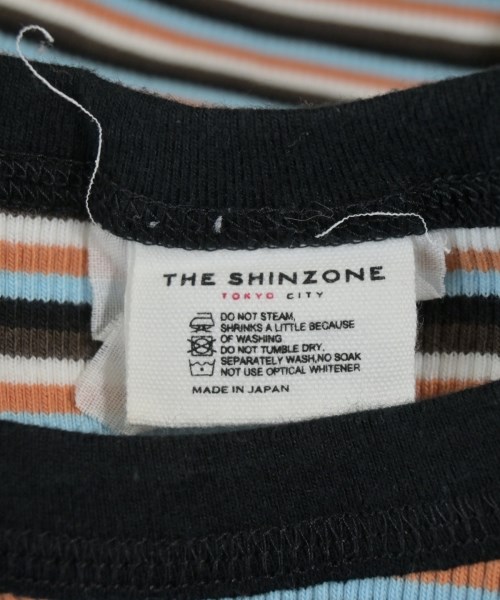 THE SHINZONE
TOKYO CITY
DO NOT STEAM,
SHRINKS A LITTLE BECAUSE
OF WASHING
DO NOT TUMBLE DRY,
SEPARATELY WASH,NO SOAK
NOT USE OPTICAL WHITENER
MADE IN JAPAN